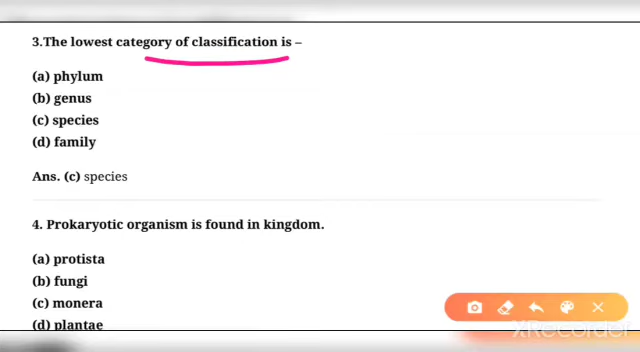 3.The lowest category of classification is –
(a) phylum
(b) genus
(c) species
(d) family
Ans. (c) species
4. Prokaryotic organism is found in kingdom.
(a) protista
(b) fungi
(c) monera
(d) plantae
XRecorder